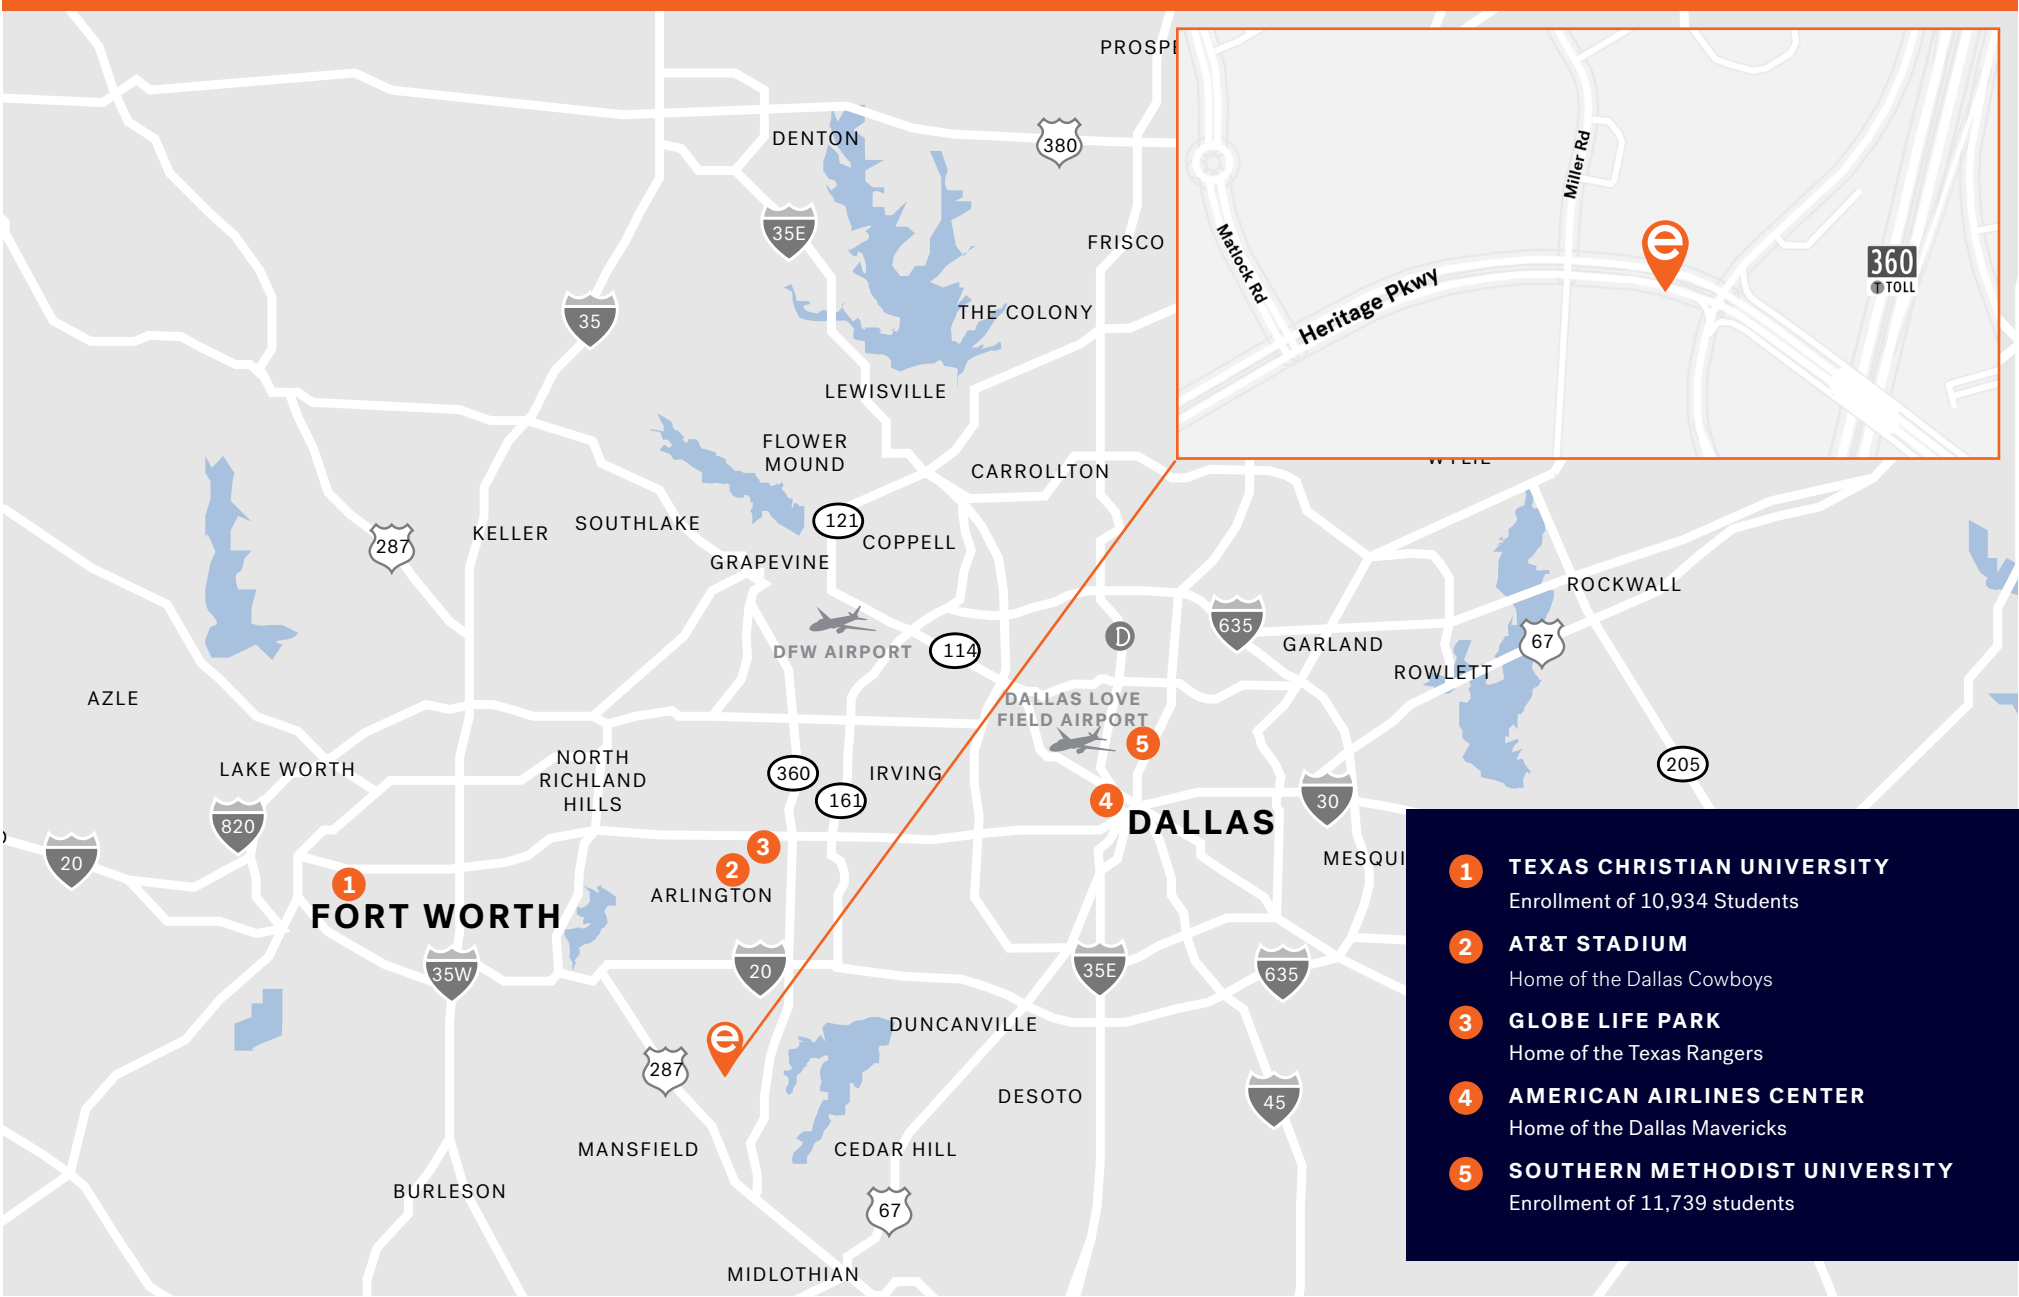 PROSPE
DENTON
380
35E
FRISCO
THE COLONY
35
LEWISVILLE
FLOWER
MOUND
CARROLLTON
121
COPPELL
KELLER
SOUTHLAKE
GRAPEVINE
287
DFW AIRPORT
114
D
635
GARLAND
ROCKWALL
67
ROWLETT
AZLE
DALLAS LOVE
FIELD AIRPORT
5
LAKE WORTH
NORTH
RICHLAND
HILLS
360
161
IRVING
205
820
20
4
DALLAS
30
MESQUI
3
2
ARLINGTON
1
FORT WORTH
35W
20
35E
635
e
287
DUNCANVILLE
DESOTO
45
MANSFIELD
CEDAR HILL
BURLESON
67
MIDLOTHIAN
WYLIE
Matlock Rd
Heritage Pkwy
Miller Rd
e
360
T TOLL
1 TEXAS CHRISTIAN UNIVERSITY
Enrollment of 10,934 Students
2 AT&T STADIUM
Home of the Dallas Cowboys
3 GLOBE LIFE PARK
Home of the Texas Rangers
4 AMERICAN AIRLINES CENTER
Home of the Dallas Mavericks
5 SOUTHERN METHODIST UNIVERSITY
Enrollment of 11,739 students